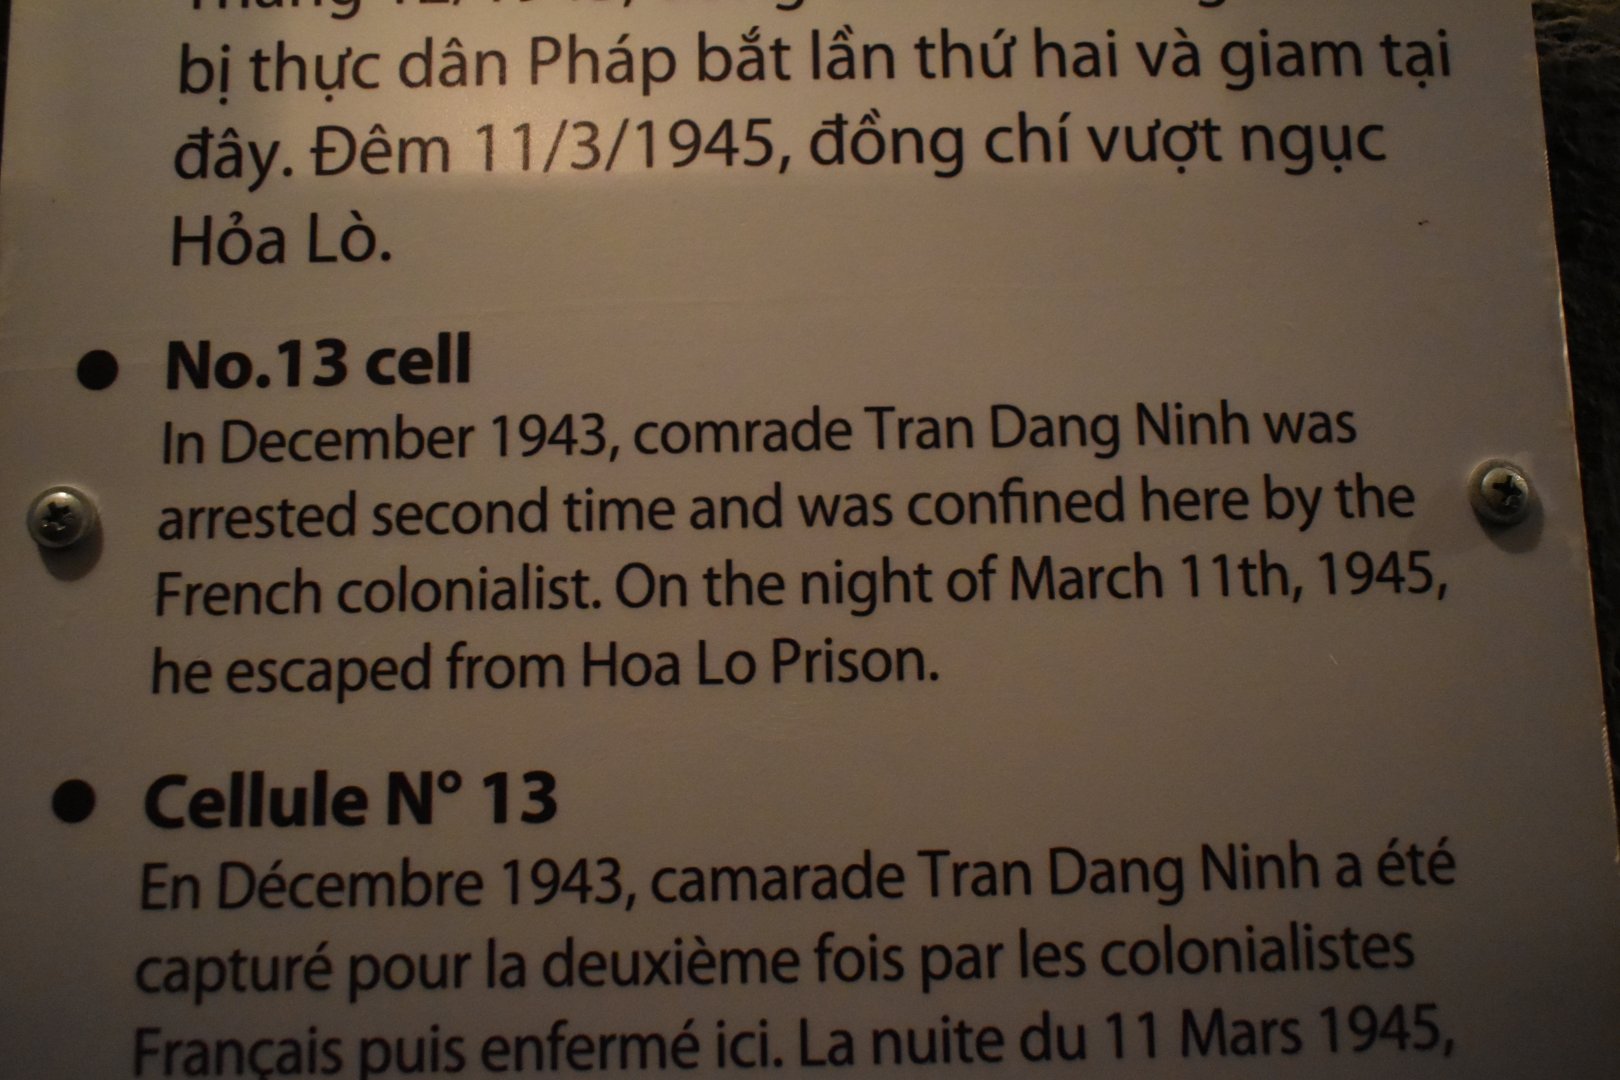 bị thực dân Pháp bắt lần thứ hai và giam tại
đây. Đêm 11/3/1945, đồng chí vượt ngục
Hỏa Lò.
● No.13 cell
In December 1943, comrade Tran Dang Ninh was
arrested second time and was confined here by the
French colonialist. On the night of March 11th, 1945,
he escaped from Hoa Lo Prison.
● Cellule N° 13
En Décembre 1943, camarade Tran Dang Ninh a été
capturé pour la deuxième fois par les colonialistes
Français puis enfermé ici. La nuite du 11 Mars 1945,